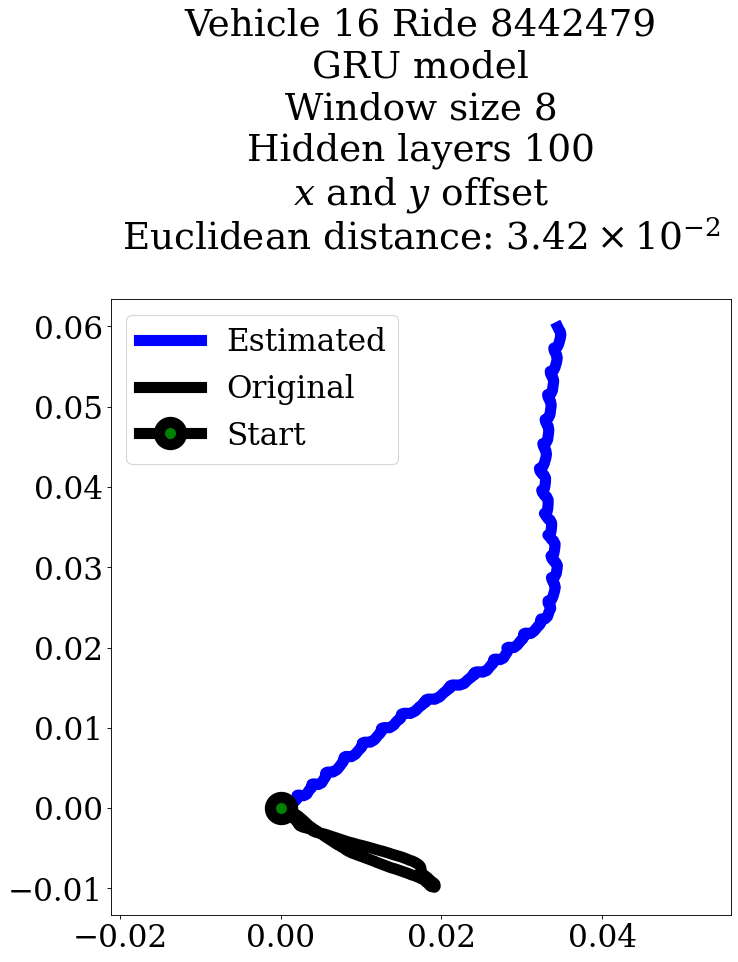 Vehicle 16 Ride 8442479
GRU model
Window size 8
Hidden layers 100
x and y offset
Euclidean distance: 3.42 × 10⁻²
Estimated
Original
Start
0.06
0.05
0.04
0.03
0.02
0.01
0.00
−0.01
−0.02 0.00 0.02 0.04